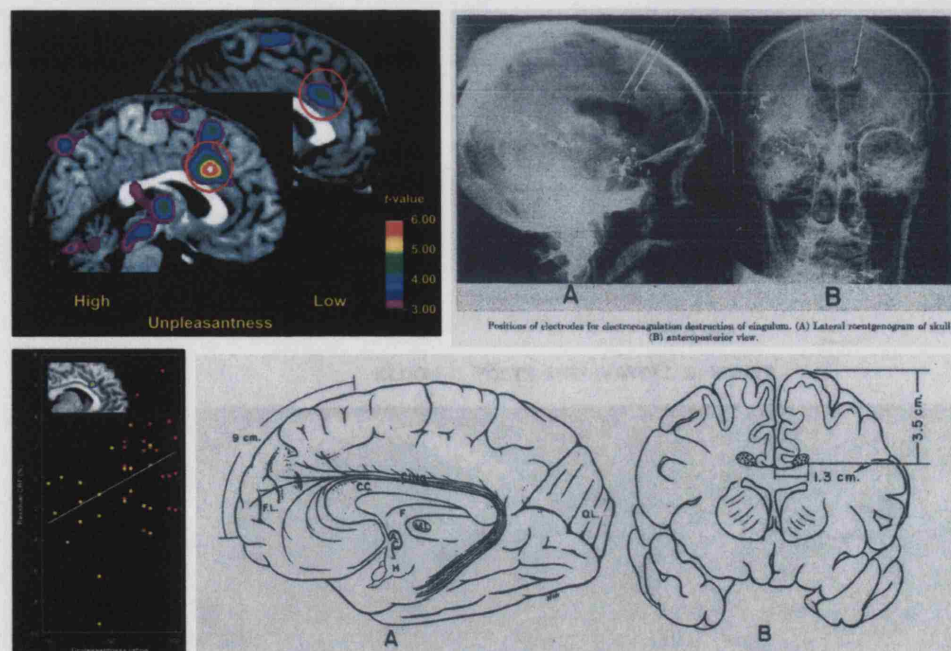 t-value
6.00
5.00
4.00
3.00
High
Low
Unpleasantness
A
B
Positions of electrodes for electrocoagulation destruction of cingulum. (A) Lateral roentgenogram of skull
(B) anteroposterior view.
9 cm.
F.L.
C.C.
CING
F.
O.L.
H
A
3.5 cm.
1.3 cm.
B